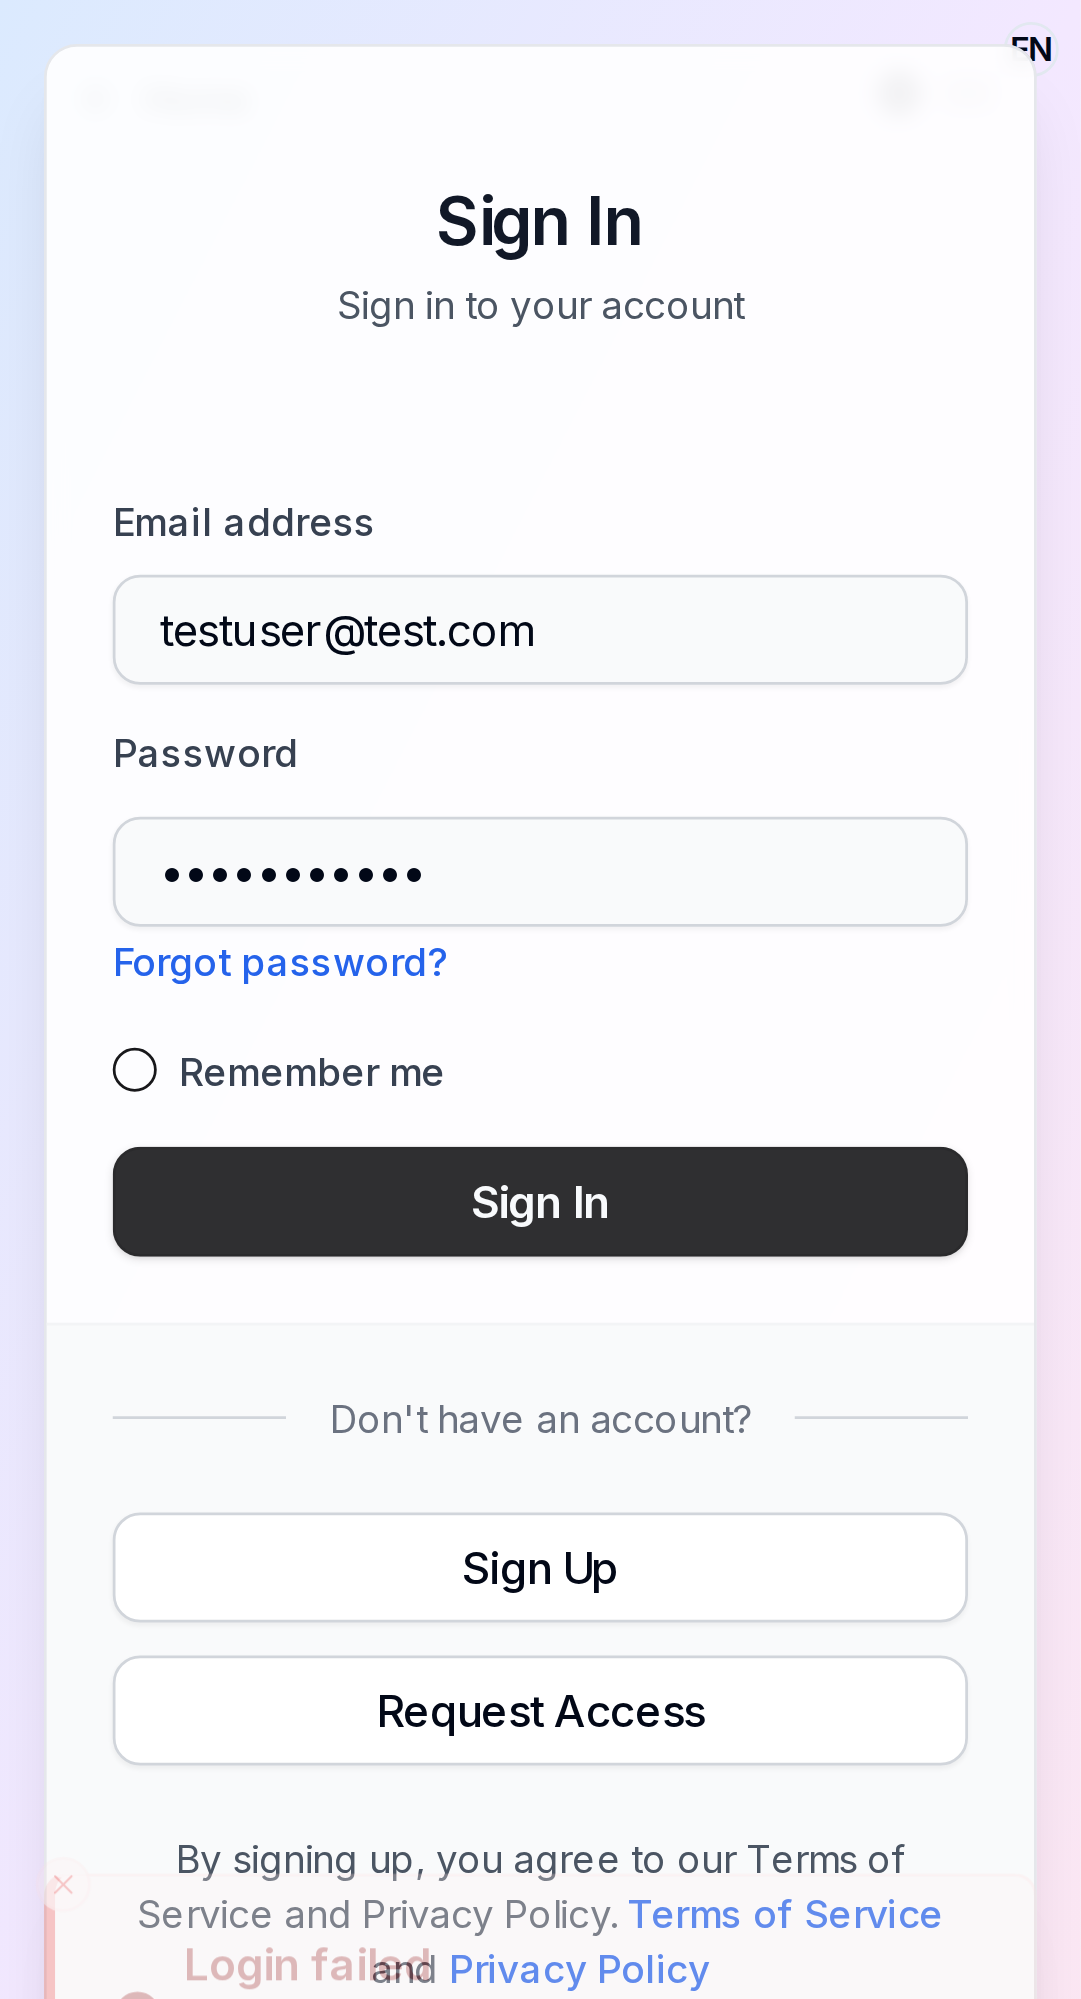 EN
Sign In
Sign in to your account
Email address
testuser@test.com
Password
•••••••••••
Forgot password?
Remember me
Sign In
Don't have an account?
Sign Up
Request Access
By signing up, you agree to our Terms of
Service and Privacy Policy. Terms of Service
and Privacy Policy
Login failed